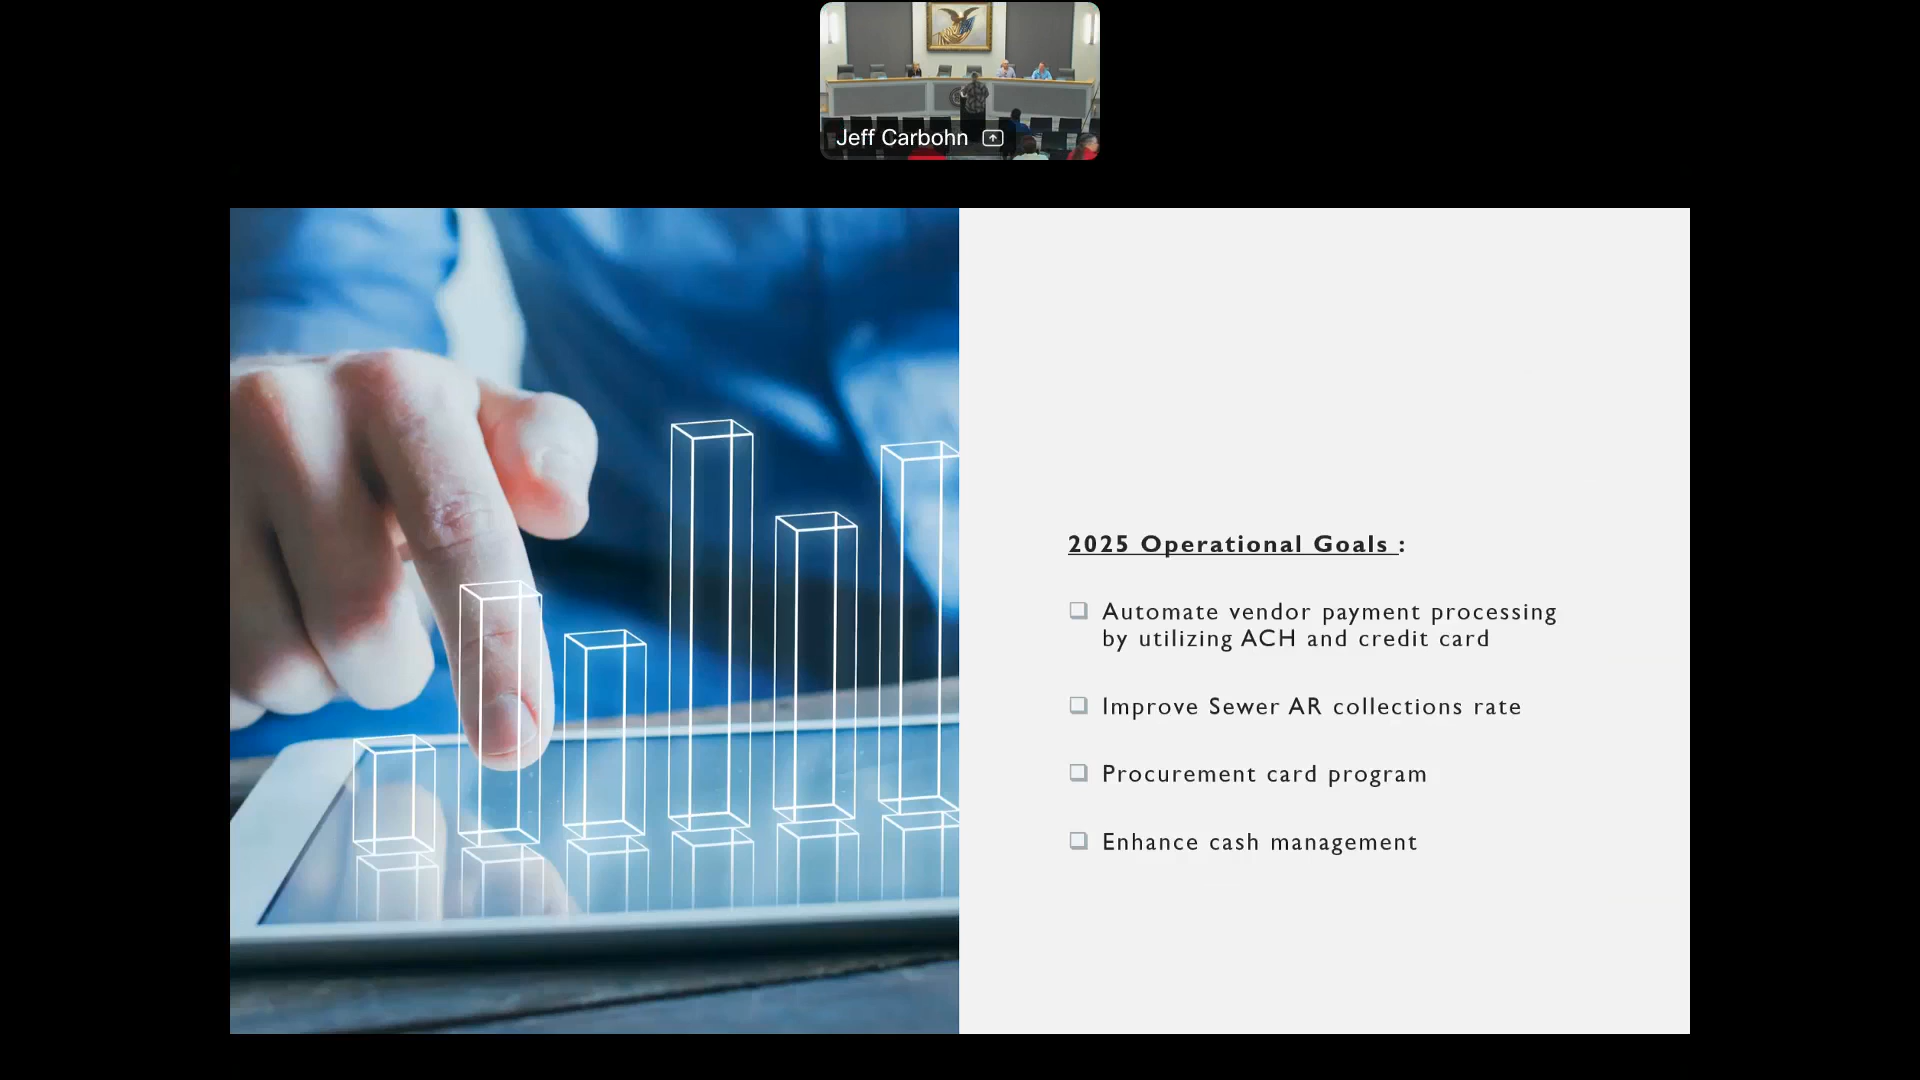 Jeff Carbohn
2025 Operational Goals :
Automate vendor payment processing
by utilizing ACH and credit card
Improve Sewer AR collections rate
Procurement card program
Enhance cash management